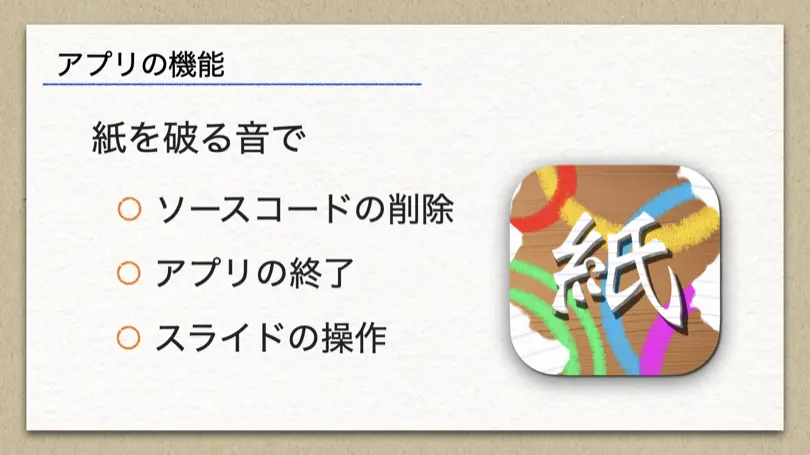 アプリの機能
紙を破る音で
ソースコードの削除
アプリの終了
スライドの操作
紙